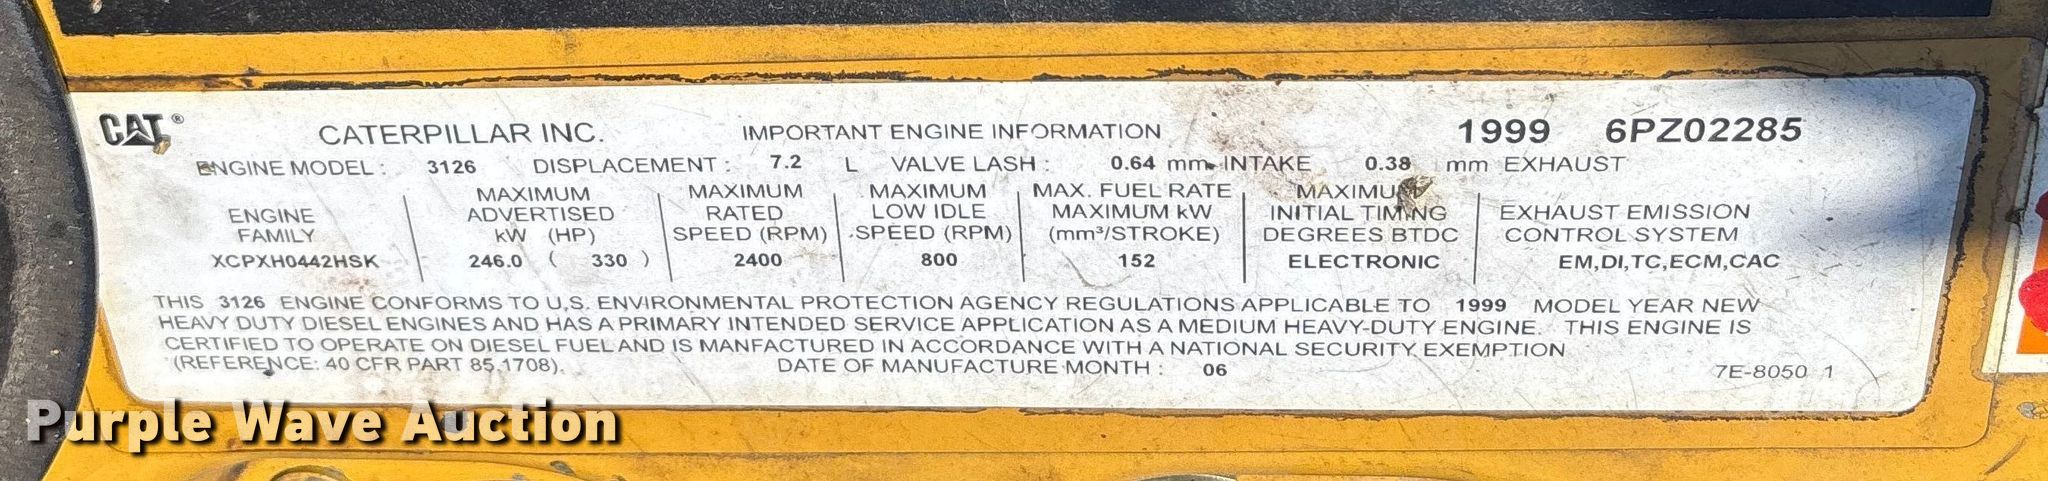 CAT® CATERPILLAR INC. IMPORTANT ENGINE INFORMATION 1999 6PZ02285
ENGINE MODEL : 3126 DISPLACEMENT : 7.2 L VALVE LASH : 0.64 mm INTAKE 0.38 mm EXHAUST
ENGINE FAMILY
XCPXH0442HSK
MAXIMUM
ADVERTISED
kW (HP)
246.0 ( 330 )
MAXIMUM
RATED
SPEED (RPM)
2400
MAXIMUM
LOW IDLE
SPEED (RPM)
800
MAX. FUEL RATE
MAXIMUM kW
(mm³/STROKE)
152
MAXIMUM
INITIAL TIMING
DEGREES BTDC
ELECTRONIC
EXHAUST EMISSION
CONTROL SYSTEM
EM,DI,TC,ECM,CAC
THIS 3126 ENGINE CONFORMS TO U.S. ENVIRONMENTAL PROTECTION AGENCY REGULATIONS APPLICABLE TO 1999 MODEL YEAR NEW
HEAVY DUTY DIESEL ENGINES AND HAS A PRIMARY INTENDED SERVICE APPLICATION AS A MEDIUM HEAVY-DUTY ENGINE. THIS ENGINE IS
CERTIFIED TO OPERATE ON DIESEL FUEL AND IS MANFACTURED IN ACCORDANCE WITH A NATIONAL SECURITY EXEMPTION
(REFERENCE: 40 CFR PART 85.1708). DATE OF MANUFACTURE MONTH : 06 7E-8050 1
Purple Wave Auction